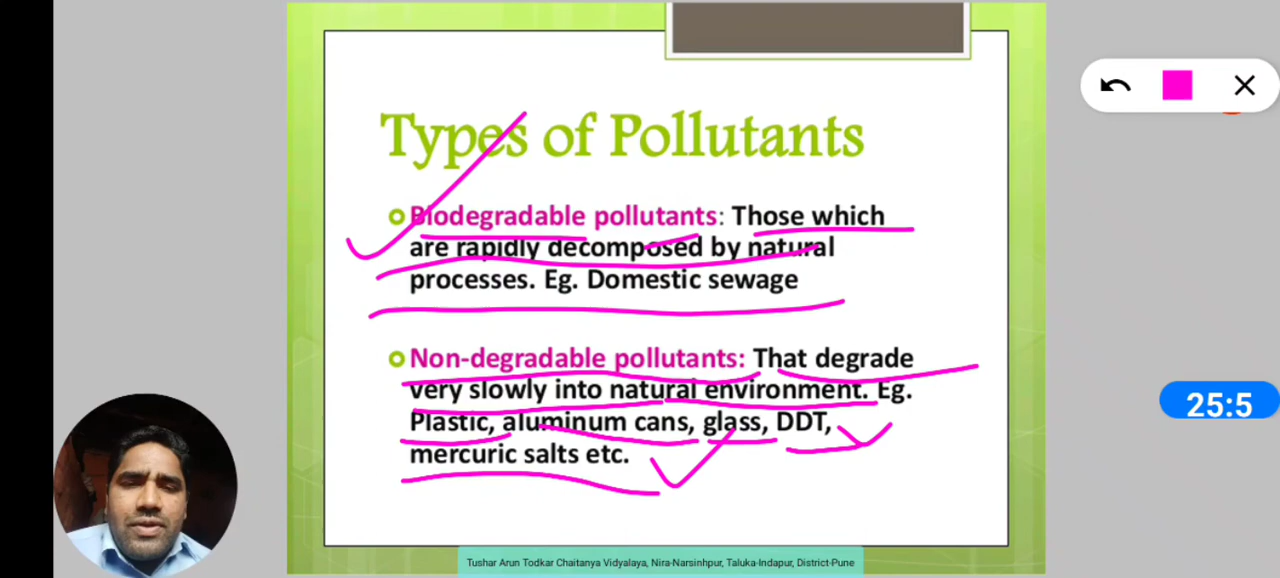 Types of Pollutants
Biodegradable pollutants: Those which
are rapidly decomposed by natural
processes. Eg. Domestic sewage
Non-degradable pollutants: That degrade
very slowly into natural environment. Eg.
Plastic, aluminum cans, glass, DDT,
mercuric salts etc.
25:5
Tushar Arun Todkar Chaitanya Vidyalaya, Nira-Narsinhpur, Taluka-Indapur, District-Pune